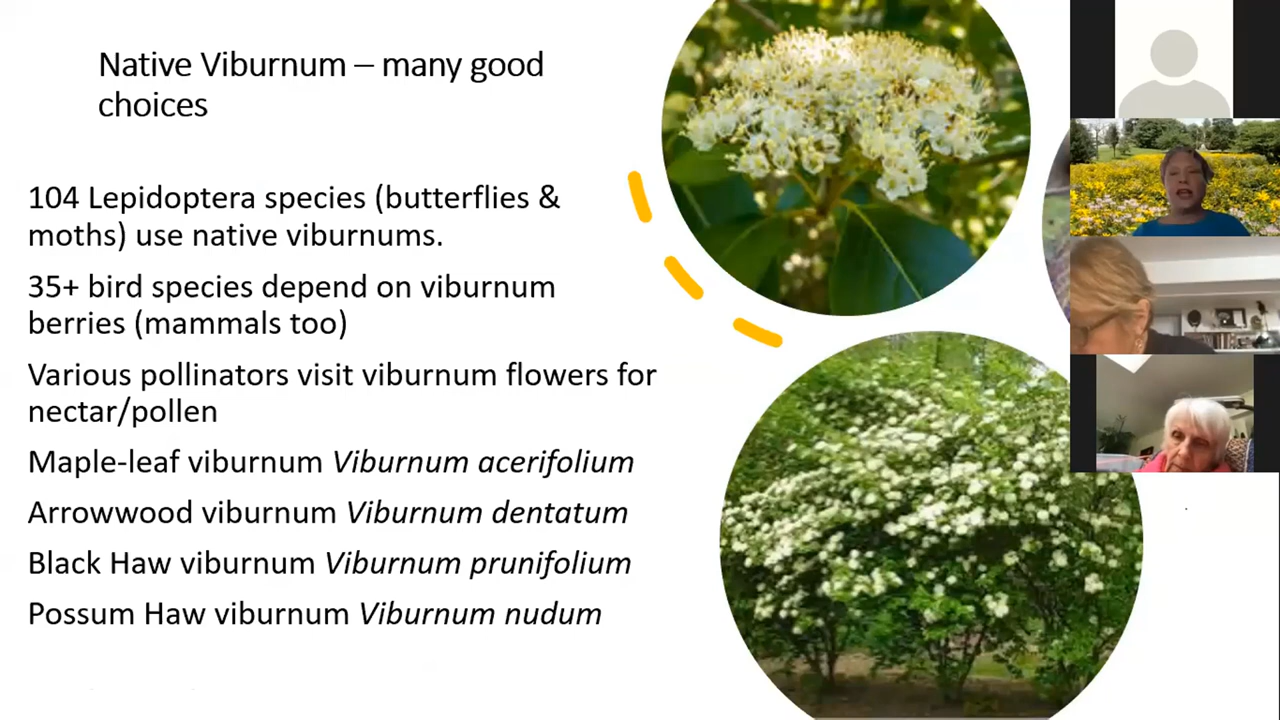 Native Viburnum – many good
choices
104 Lepidoptera species (butterflies &
moths) use native viburnums.
35+ bird species depend on viburnum
berries (mammals too)
Various pollinators visit viburnum flowers for
nectar/pollen
Maple-leaf viburnum Viburnum acerifolium
Arrowwood viburnum Viburnum dentatum
Black Haw viburnum Viburnum prunifolium
Possum Haw viburnum Viburnum nudum